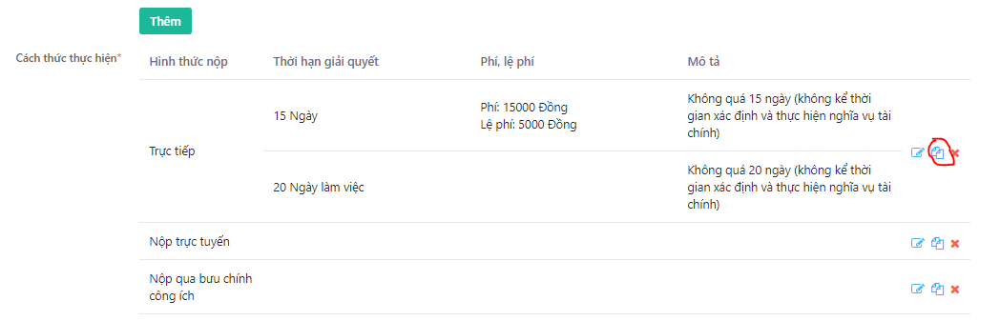 Thêm
Cách thức thực hiện*
Hình thức nộp
Thời hạn giải quyết
Phí, lệ phí
Mô tả
Trực tiếp
15 Ngày
Phí: 15000 Đồng
Lệ phí: 5000 Đồng
Không quá 15 ngày (không kể thời
gian xác định và thực hiện nghĩa vụ tài
chính)
20 Ngày làm việc
Không quá 20 ngày (không kể thời
gian xác định và thực hiện nghĩa vụ tài
chính)
Nộp trực tuyến
Nộp qua bưu chính
công ích